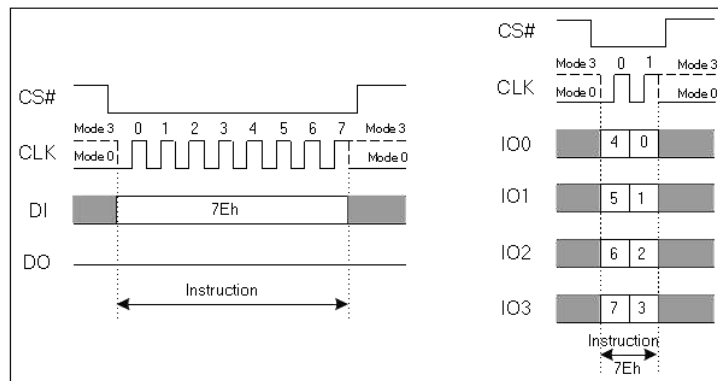 CS#
Mode 3 0 1 2 3 4 5 6 7 Mode 3
CLK
Mode 0 Mode 0
DI 7Eh
DO
Instruction
CS#
Mode 3 0 1 Mode 3
CLK
Mode 0 Mode 0
IO0 4 0
IO1 5 1
IO2 6 2
IO3 7 3
Instruction
7Eh